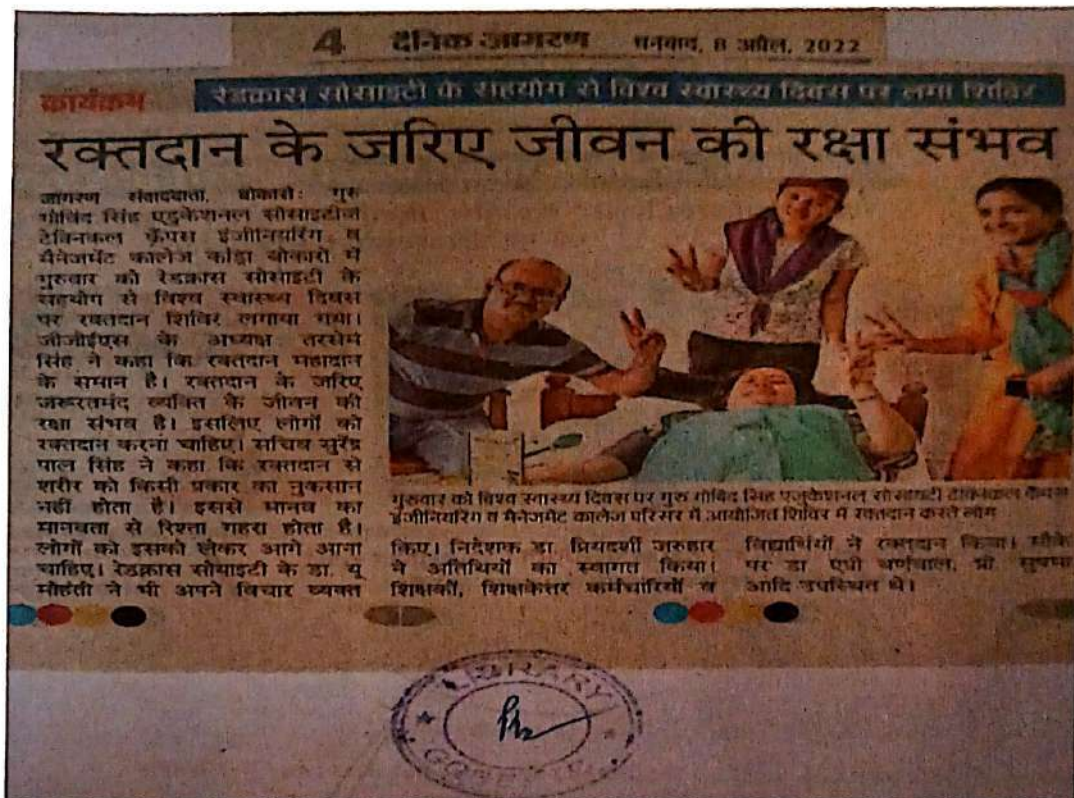 4 दैनिक जागरण धनबाद, 8 अप्रैल, 2022
कार्यक्रम
रेडक्रास सोसाइटी के सहयोग से विश्व स्वास्थ्य दिवस पर लगा शिविर
रक्तदान के जरिए जीवन की रक्षा संभव
जागरण संवाददाता, बोकारो: गुरु
गोविंद सिंह एडुकेशनल सोसाइटीज
टेक्निकल कैंपस इंजीनियरिंग व
मैनेजमेंट कालेज कांड्रा बोकारो में
गुरुवार को रेडक्रास सोसाइटी के
सहयोग से विश्व स्वास्थ्य दिवस
पर रक्तदान शिविर लगाया गया।
जीजीईएस के अध्यक्ष तरसेम
सिंह ने कहा कि रक्तदान महादान
के समान है। रक्तदान के जरिए
जरूरतमंद व्यक्ति के जीवन की
रक्षा संभव है। इसलिए लोगों को
रक्तदान करना चाहिए। सचिव सुरेंद्र
पाल सिंह ने कहा कि रक्तदान से
शरीर को किसी प्रकार का नुकसान
नहीं होता है। इससे मानव का
मानवता से रिश्ता गहरा होता है।
लोगों को इसको लेकर आगे आना
चाहिए। रेडक्रास सोसाइटी के डा. यू
मोहंती ने भी अपने विचार व्यक्त
गुरुवार को विश्व स्वास्थ्य दिवस पर गुरु गोविंद सिंह एजुकेशनल सोसाइटी टेक्निकल कैंपस
इंजीनियरिंग व मैनेजमेंट कालेज परिसर में आयोजित शिविर में रक्तदान करते लोग
किए। निदेशक डा. प्रियदर्शी जरुहार
ने अतिथियों का स्वागत किया।
शिक्षकों, शिक्षकेत्तर कर्मचारियों व
विद्यार्थियों ने रक्तदान किया। मौके
पर डा. एपी बर्णवाल, प्रो. सुषमा
आदि उपस्थित थे।
LIBRARY